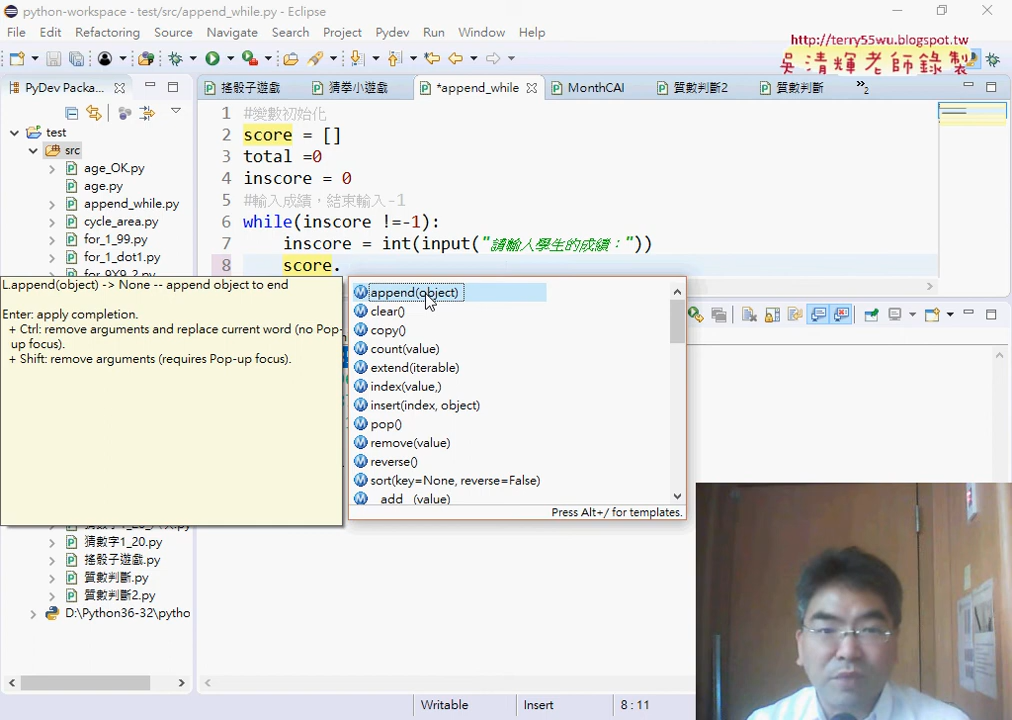 python-workspace - test/src/append_while.py - Eclipse
File Edit Refactoring Source Navigate Search Project Pydev Run Window Help
http://terry55wu.blogspot.tw
吳清輝老師錄製
PyDev Packa...
搖骰子遊戲
猜拳小遊戲
*append_while
MonthCAI
質數判斷2
質數判斷
»2
test
src
age_OK.py
age.py
append_while.py
cycle_area.py
for_1_99.py
for_1_dot1.py
1 #變數初始化
2 score = []
3 total =0
4 inscore = 0
5 #輸入成績，結束輸入-1
6 while(inscore !=-1):
7 inscore = int(input("請輸入學生的成績："))
8 score.
L.append(object) -> None -- append object to end
Enter: apply completion.
+ Ctrl: remove arguments and replace current word (no Pop-
up focus).
+ Shift: remove arguments (requires Pop-up focus).
append(object)
clear()
copy()
count(value)
extend(iterable)
index(value,)
insert(index, object)
pop()
remove(value)
reverse()
sort(key=None, reverse=False)
__add__(value)
Press Alt+/ for templates.
猜數字1_20.py
搖骰子遊戲.py
質數判斷.py
質數判斷2.py
D:\Python36-32\pytho
Writable
Insert
8 : 11